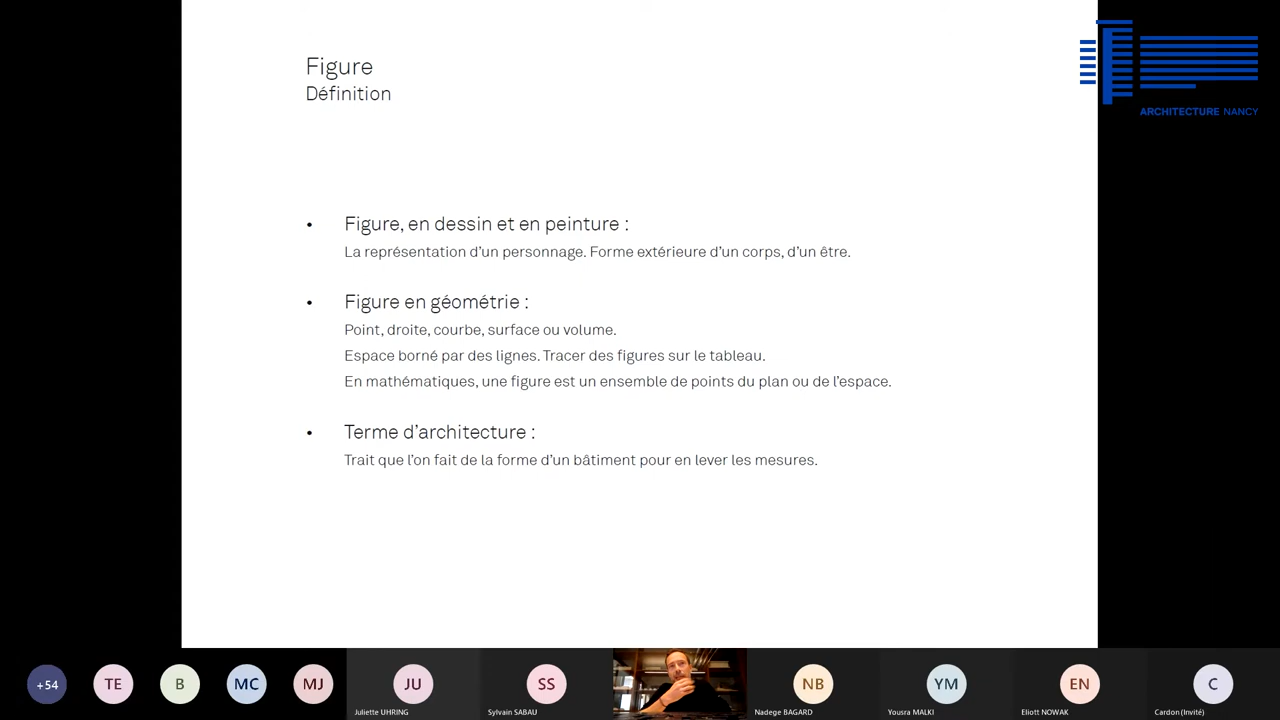 Figure
Définition
ARCHITECTURE NANCY
• Figure, en dessin et en peinture :
La représentation d’un personnage. Forme extérieure d’un corps, d’un être.
• Figure en géométrie :
Point, droite, courbe, surface ou volume.
Espace borné par des lignes. Tracer des figures sur le tableau.
En mathématiques, une figure est un ensemble de points du plan ou de l’espace.
• Terme d’architecture :
Trait que l’on fait de la forme d’un bâtiment pour en lever les mesures.
+54 TE B MC MJ JU SS NB YM EN C
Juliette UHRING Sylvain SABAU Nadege BAGARD Yousra MALKI Eliott NOWAK Cardon (Invité)